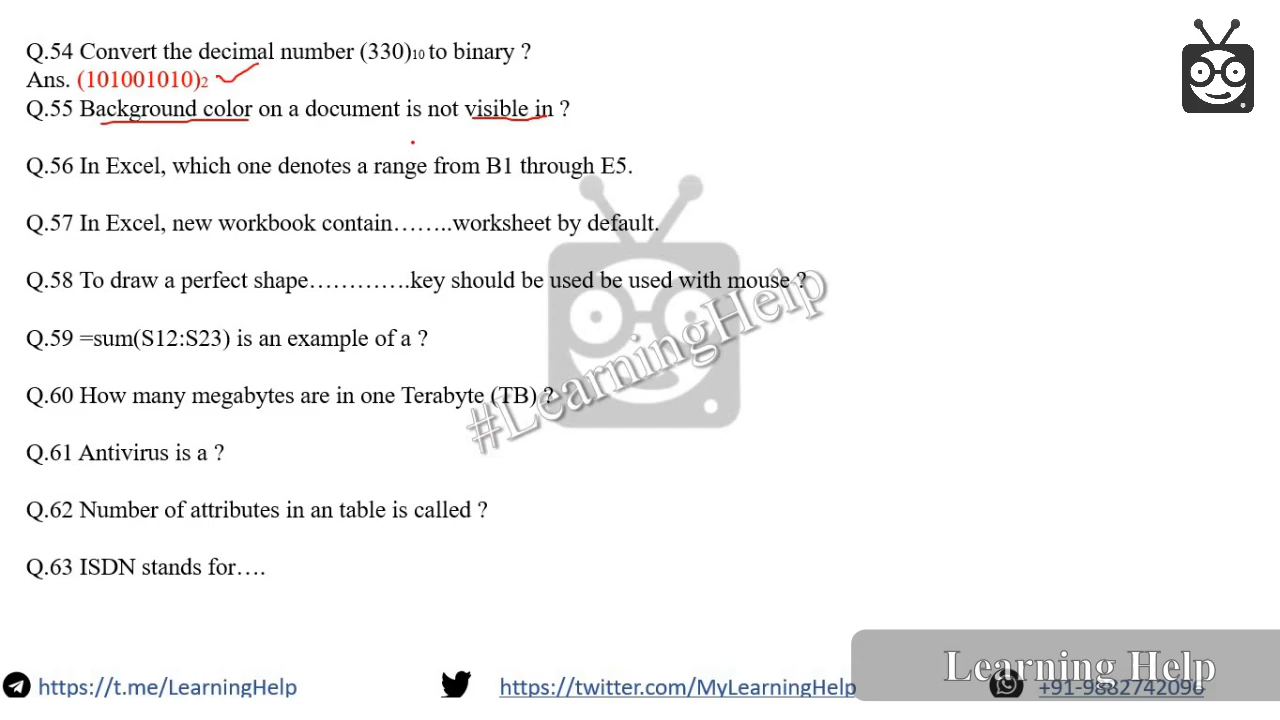 Q.54 Convert the decimal number (330)₁₀ to binary ?
Ans. (101001010)₂
Q.55 Background color on a document is not visible in ?
Q.56 In Excel, which one denotes a range from B1 through E5.
Q.57 In Excel, new workbook contain……..worksheet by default.
Q.58 To draw a perfect shape………….key should be used be used with mouse ?
Q.59 =sum(S12:S23) is an example of a ?
Q.60 How many megabytes are in one Terabyte (TB) ?
#LearningHelp
Q.61 Antivirus is a ?
Q.62 Number of attributes in an table is called ?
Q.63 ISDN stands for….
Learning Help
https://t.me/LearningHelp https://twitter.com/MyLearningHelp +91-9882742096